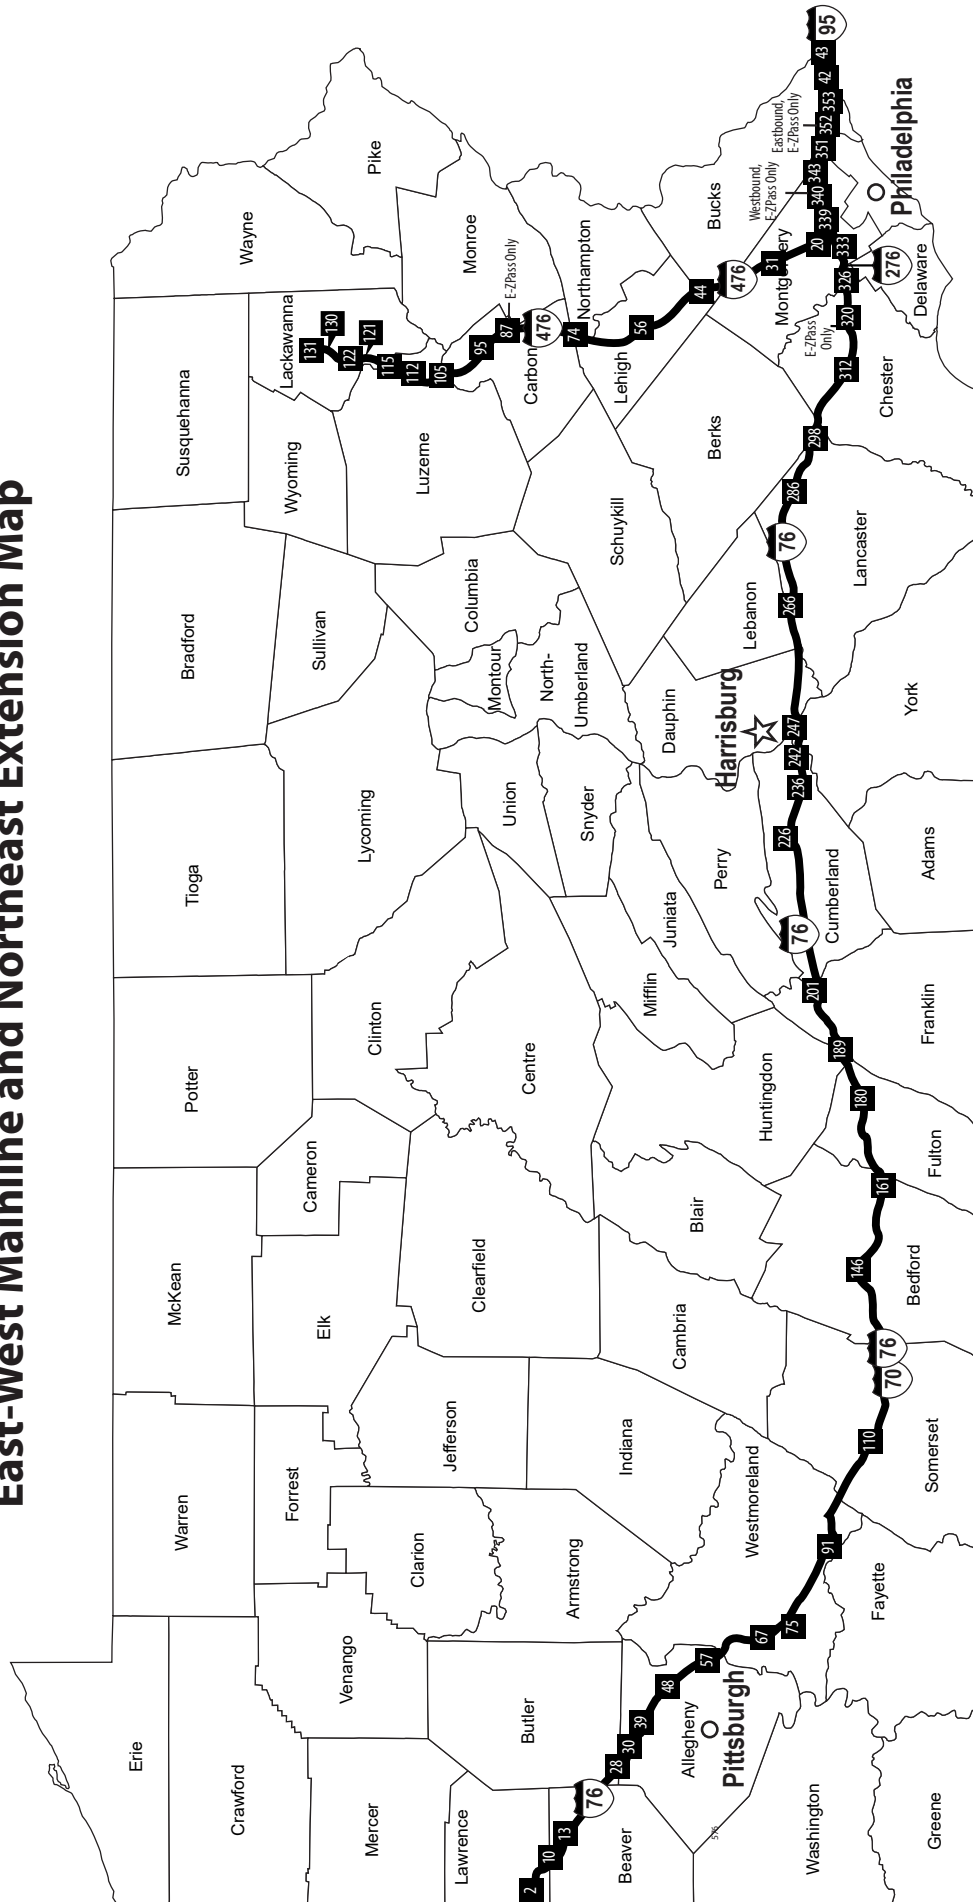 East-West Mainline and Northeast Extension Map
Erie
Crawford
Mercer
Lawrence
Beaver
Washington
Greene
Warren
Forrest
Venango
Clarion
Butler
Armstrong
Allegheny
Pittsburgh
Westmoreland
Fayette
McKean
Elk
Jefferson
Indiana
Somerset
Potter
Cameron
Clearfield
Cambria
Blair
Bedford
Tioga
Clinton
Centre
Huntingdon
Fulton
Lycoming
Union
Snyder
Mifflin
Juniata
Perry
Cumberland
Franklin
Adams
Bradford
Sullivan
Columbia
Montour
North-
Umberland
Dauphin
Harrisburg
Lebanon
York
Lancaster
Susquehanna
Wyoming
Lackawanna
Luzerne
Schuykill
Berks
Chester
Wayne
Pike
Monroe
Carbon
Northampton
Lehigh
Bucks
Montgomery
Delaware
Philadelphia
2
10
13
76
28
30
39
48
57
67
75
91
110
70
76
146
161
180
189
201
76
226
236
242
247
266
76
286
298
312
320
E-ZPass
Only
326
276
333
20
339
340
Westbound,
E-ZPass Only
343
351
352
Eastbound,
E-ZPass Only
353
42
43
95
31
476
44
56
74
476
87
E-ZPass Only
95
105
112
115
121
122
130
131
576